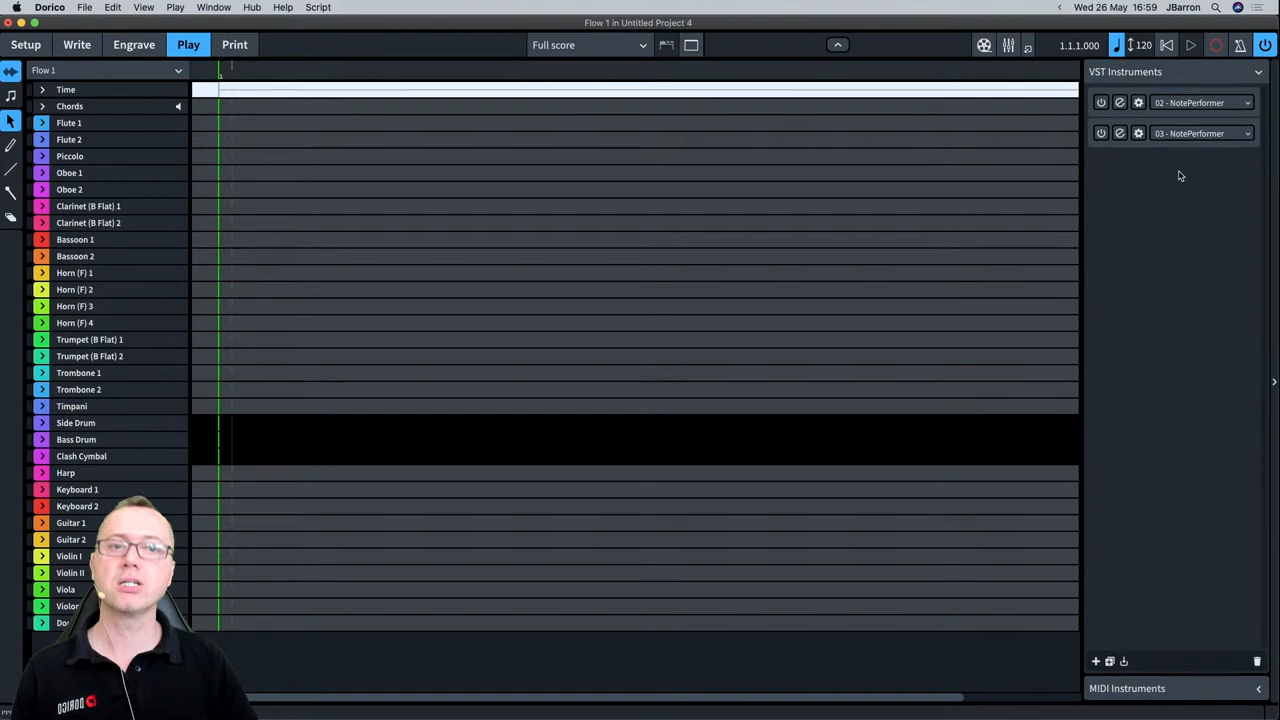 Dorico File Edit View Play Window Hub Help Script Wed 26 May 16:59 JBarron
Flow 1 in Untitled Project 4
Setup Write Engrave Play Print Full score 1.1.1.000 120
Flow 1
1
VST Instruments
Time
Chords
02 - NotePerformer
Flute 1
03 - NotePerformer
Flute 2
Piccolo
Oboe 1
Oboe 2
Clarinet (B Flat) 1
Clarinet (B Flat) 2
Bassoon 1
Bassoon 2
Horn (F) 1
Horn (F) 2
Horn (F) 3
Horn (F) 4
Trumpet (B Flat) 1
Trumpet (B Flat) 2
Trombone 1
Trombone 2
Timpani
Side Drum
Bass Drum
Clash Cymbal
Harp
Keyboard 1
Keyboard 2
Guitar 1
Guitar 2
Violin I
Violin II
Viola
Violon
Do
MIDI Instruments
DORICO